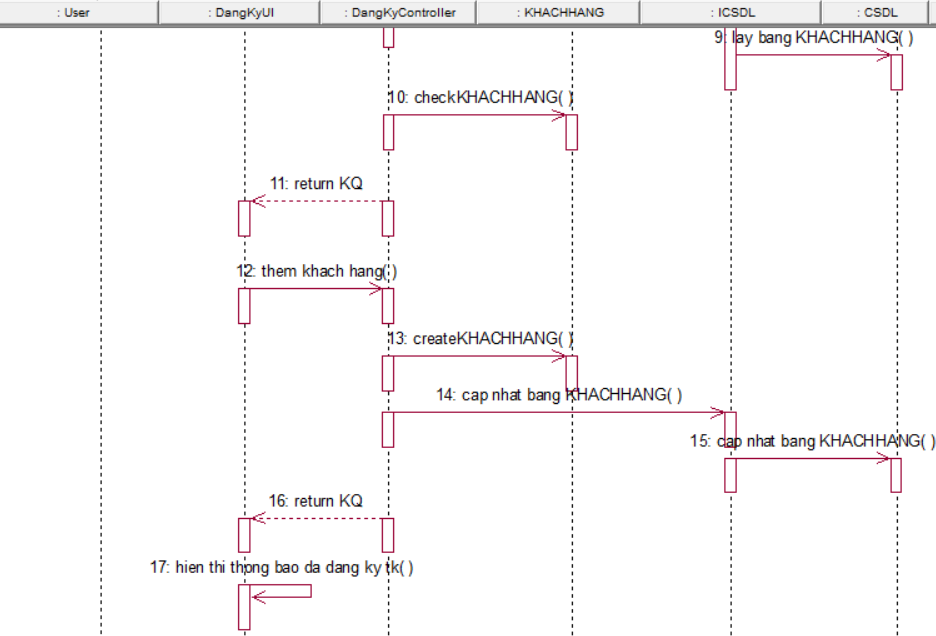 : User
: DangKyUI
: DangKyController
: KHACHHANG
: ICSDL
: CSDL
9: lay bang KHACHHANG( )
10: checkKHACHHANG( )
11: return KQ
12: them khach hang( )
13: createKHACHHANG( )
14: cap nhat bang KHACHHANG( )
15: cap nhat bang KHACHHANG( )
16: return KQ
17: hien thi thong bao da dang ky tk( )